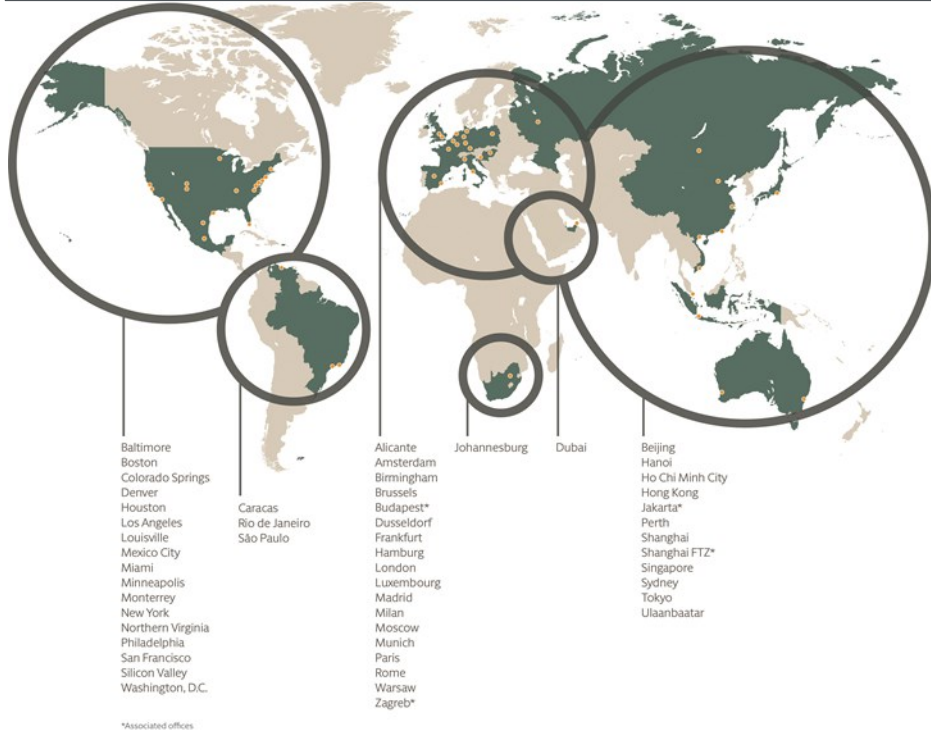 Baltimore
Boston
Colorado Springs
Denver
Houston
Los Angeles
Louisville
Mexico City
Miami
Minneapolis
Monterrey
New York
Northern Virginia
Philadelphia
San Francisco
Silicon Valley
Washington, D.C.
Caracas
Rio de Janeiro
São Paulo
Alicante
Amsterdam
Birmingham
Brussels
Budapest*
Dusseldorf
Frankfurt
Hamburg
London
Luxembourg
Madrid
Milan
Moscow
Munich
Paris
Rome
Warsaw
Zagreb*
Johannesburg
Dubai
Beijing
Hanoi
Ho Chi Minh City
Hong Kong
Jakarta*
Perth
Shanghai
Shanghai FTZ*
Singapore
Sydney
Tokyo
Ulaanbaatar
*Associated offices